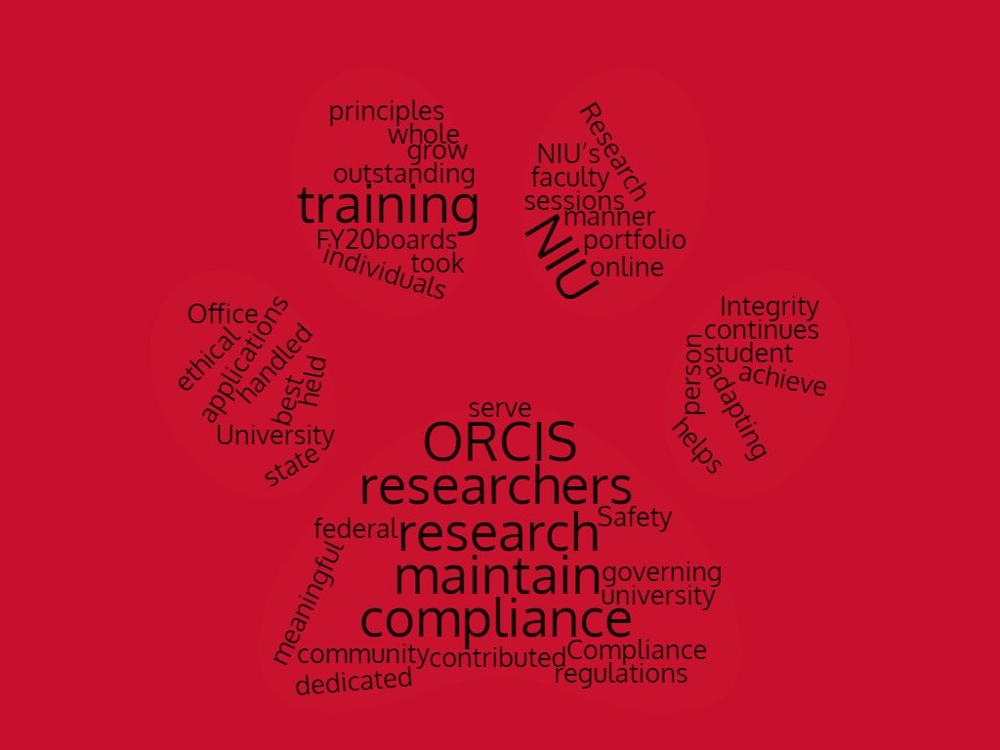 principles
whole
grow
outstanding
training
FY20boards
individuals
took
Research
NIU’s
faculty
sessions
manner
NIU
portfolio
online
Office
ethical
applications
handled
best
held
University
state
Integrity
continues
student
person
achieve
adapting
helps
serve
ORCIS
researchers
federal
research
Safety
maintain
governing
university
compliance
meaningful
community
contributed
Compliance
dedicated
regulations